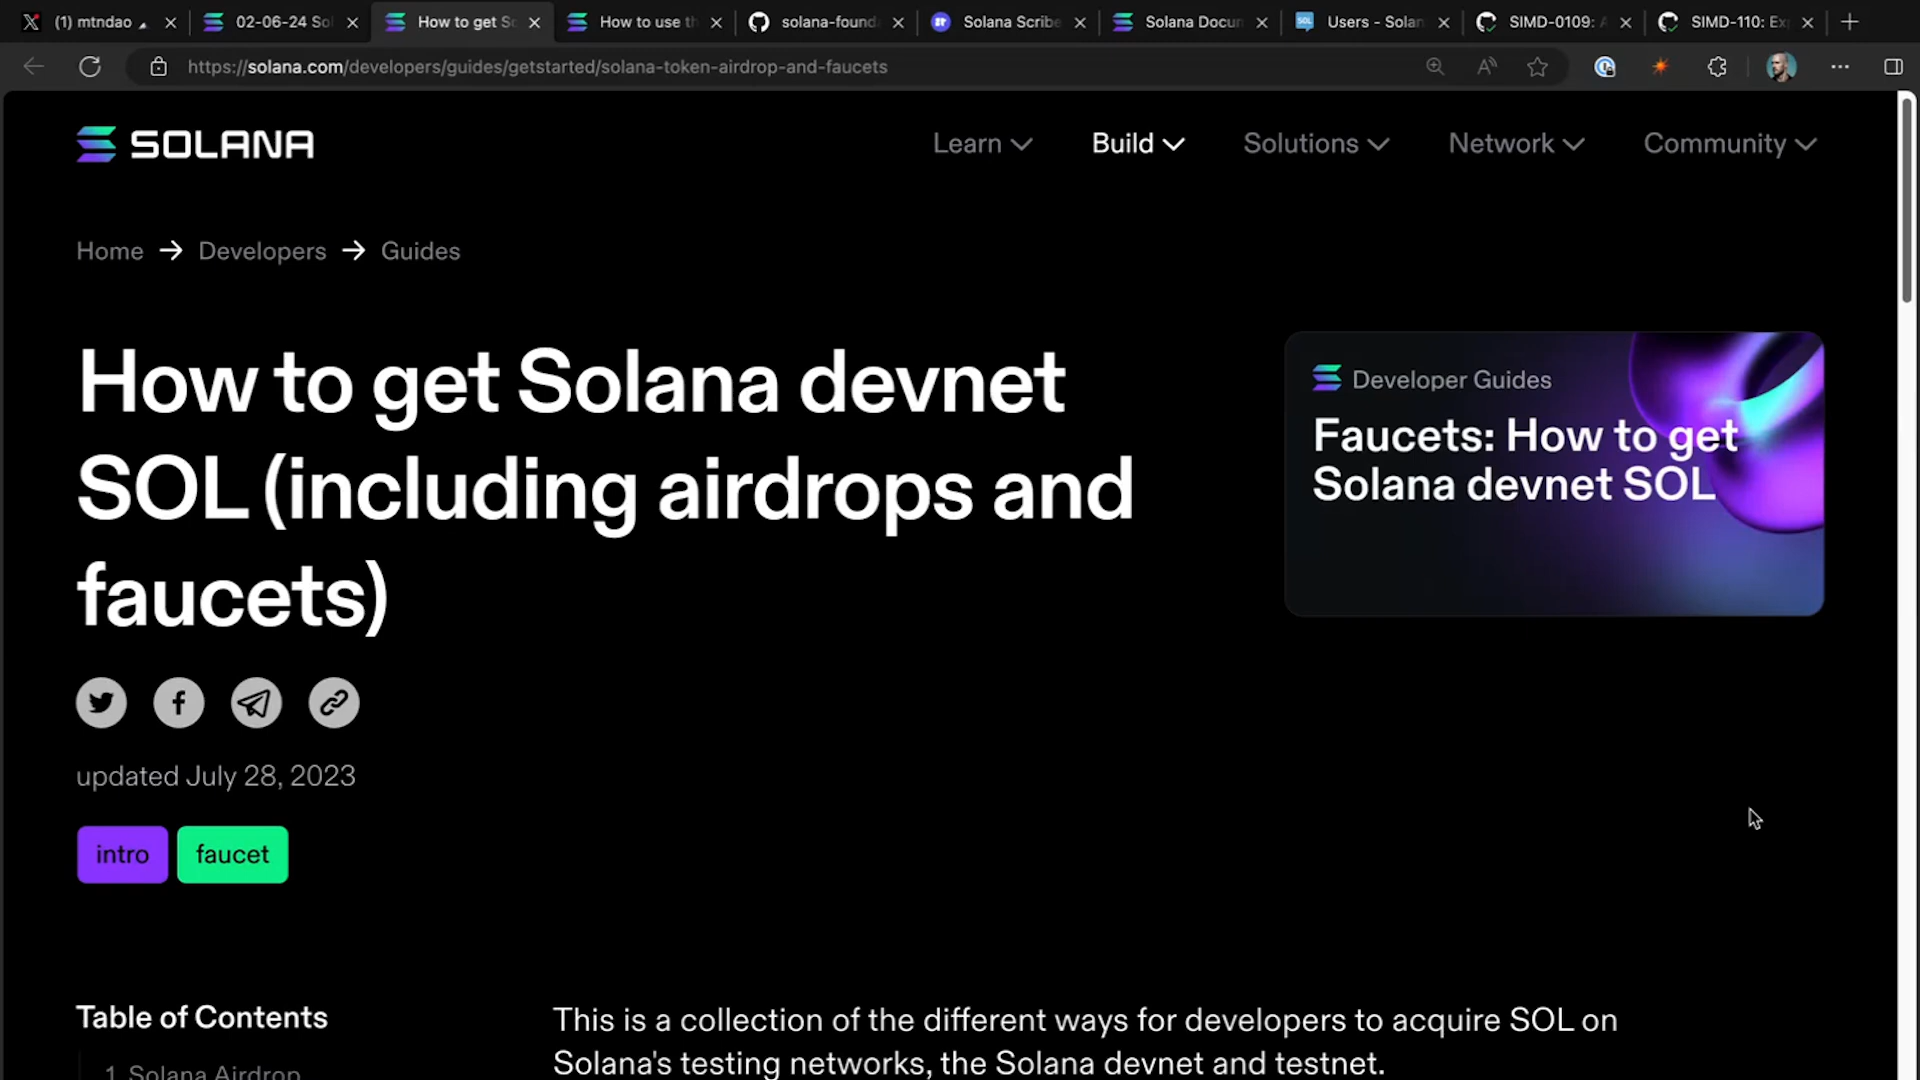 (1) mtndao
02-06-24 Sol
How to get S
How to use th
solana-found
Solana Scribe
Solana Docum
Users - Solan
SIMD-0109: A
SIMD-110: Ex
https://solana.com/developers/guides/getstarted/solana-token-airdrop-and-faucets
SOLANA
Learn
Build
Solutions
Network
Community
Home → Developers → Guides
How to get Solana devnet
SOL (including airdrops and
faucets)
Developer Guides
Faucets: How to get
Solana devnet SOL
updated July 28, 2023
intro
faucet
Table of Contents
1. Solana Airdrop
This is a collection of the different ways for developers to acquire SOL on
Solana's testing networks, the Solana devnet and testnet.